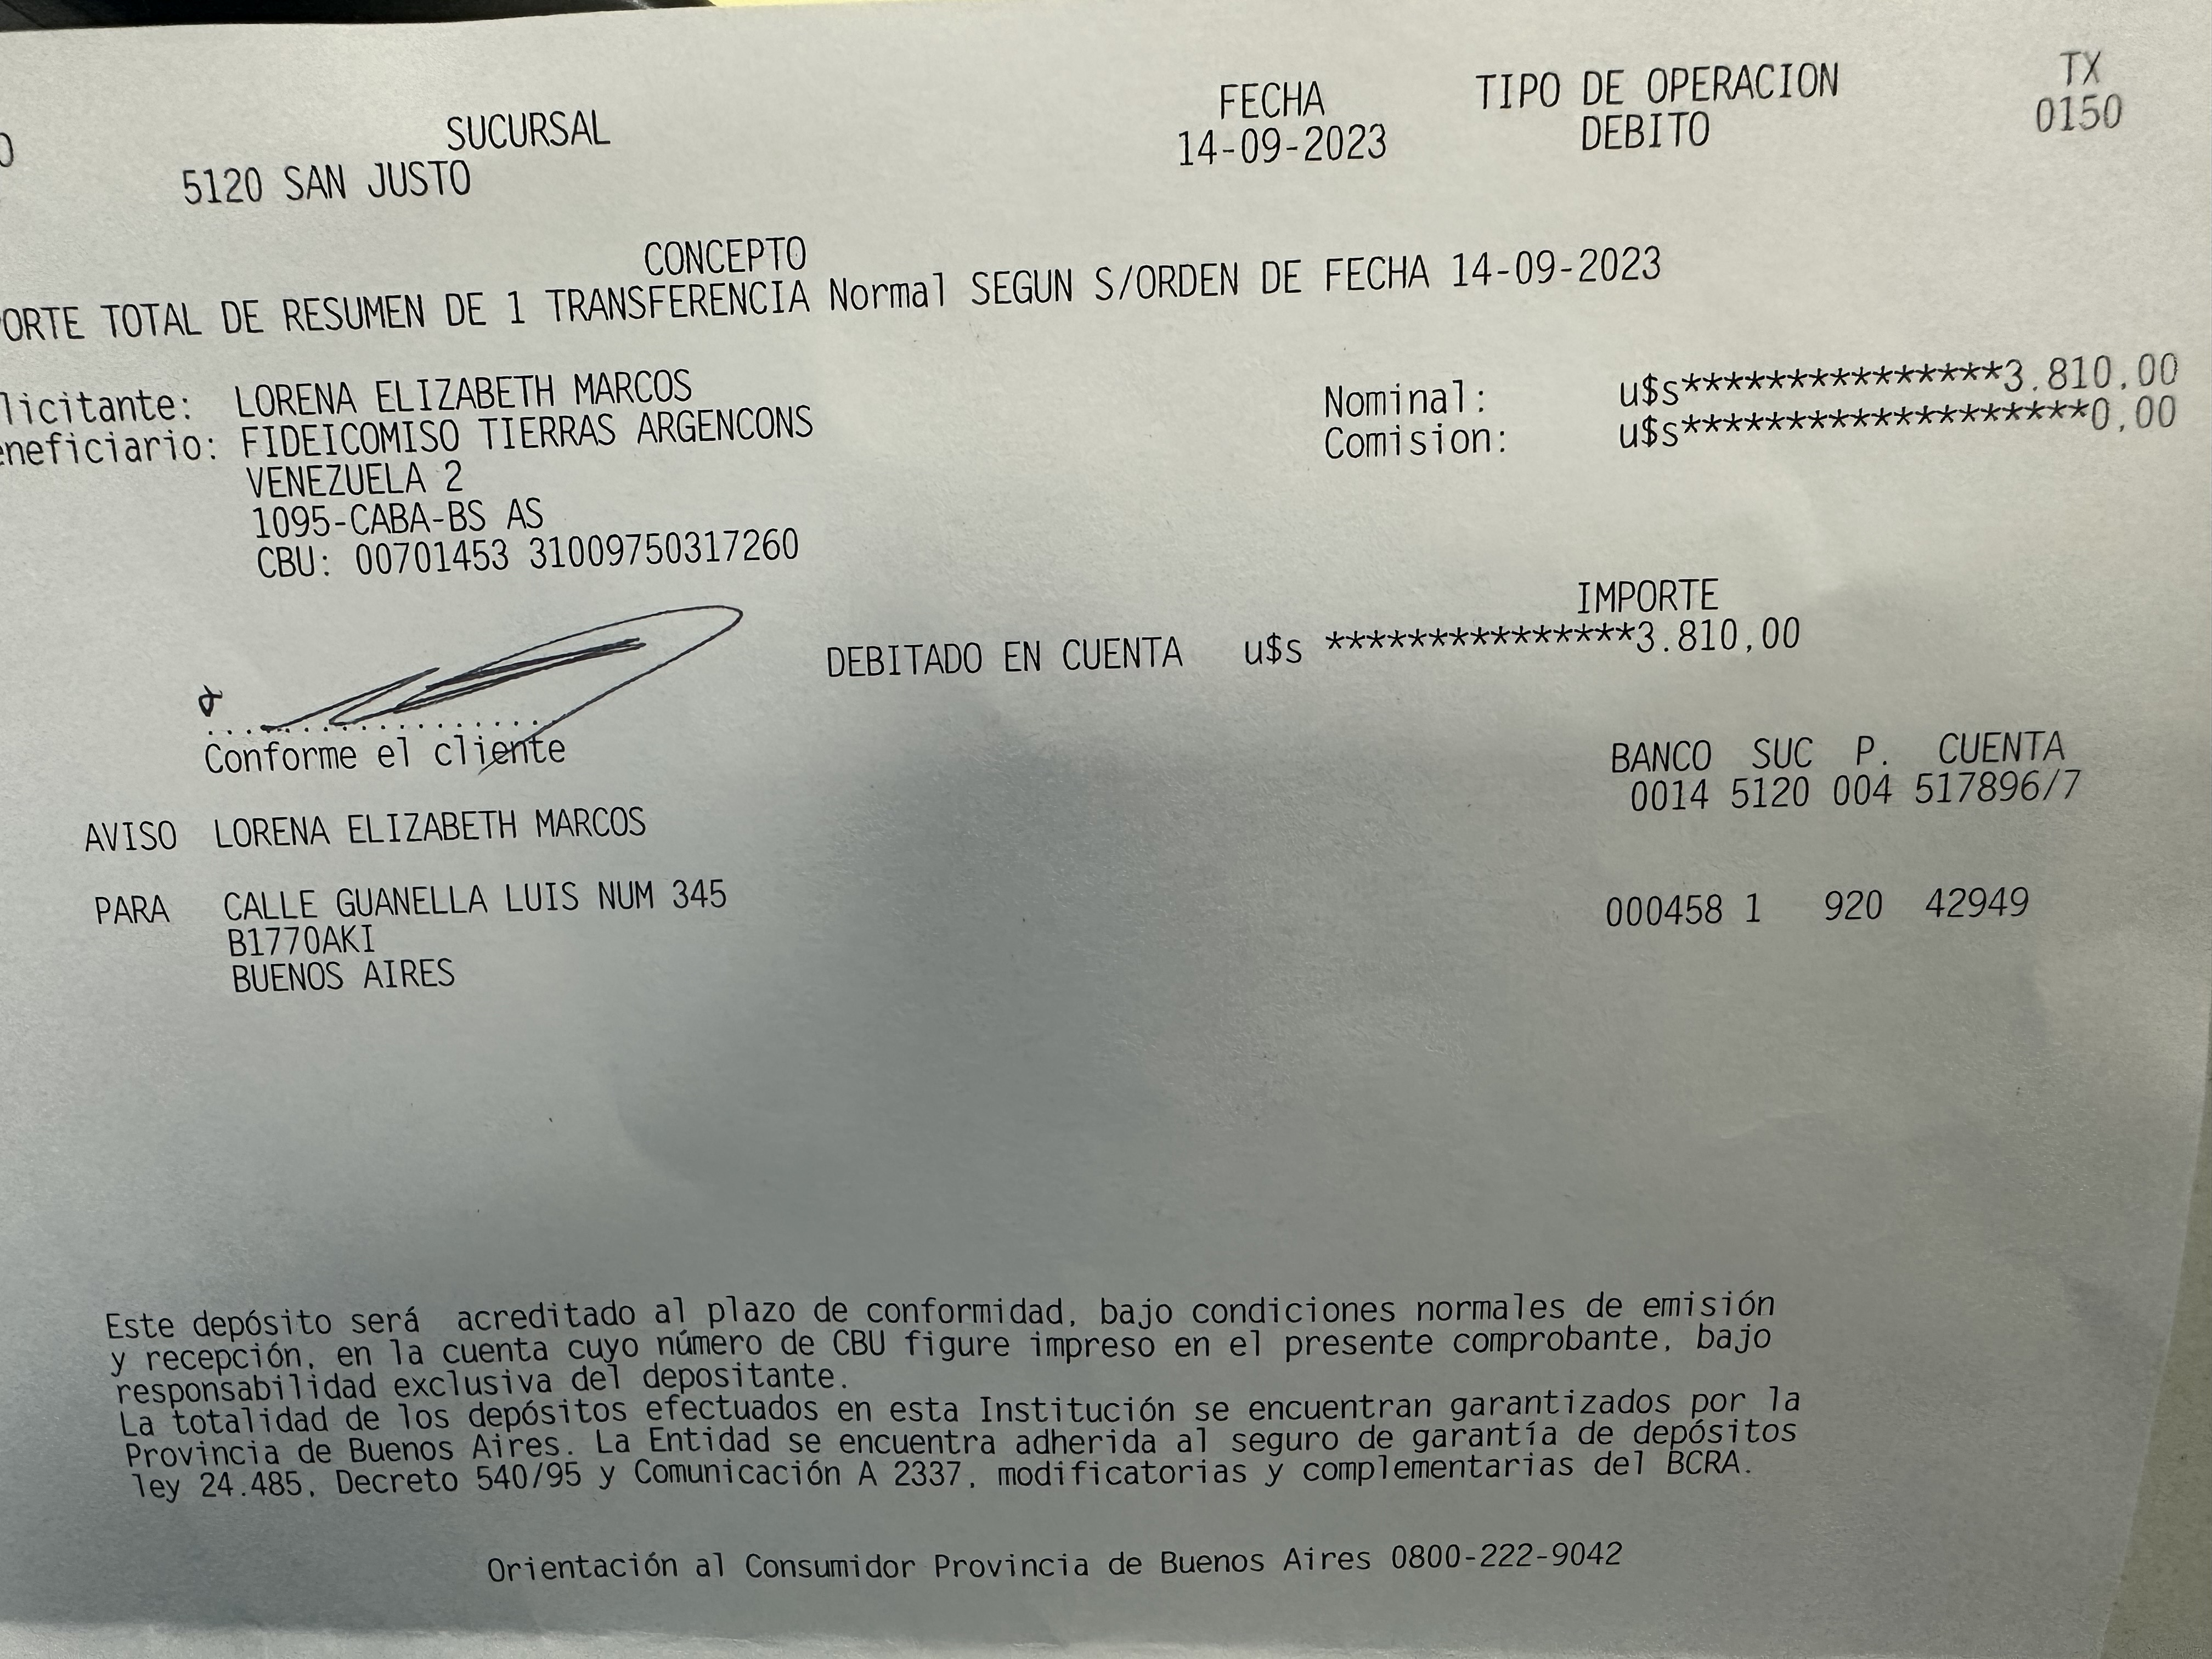 SUCURSAL FECHA TIPO DE OPERACION TX
5120 SAN JUSTO 14-09-2023 DEBITO 0150
CONCEPTO
ORTE TOTAL DE RESUMEN DE 1 TRANSFERENCIA Normal SEGUN S/ORDEN DE FECHA 14-09-2023
licitante: LORENA ELIZABETH MARCOS Nominal: u$s***************3.810,00
neficiario: FIDEICOMISO TIERRAS ARGENCONS Comision: u$s*******************0,00
VENEZUELA 2
1095-CABA-BS AS
CBU: 00701453 31009750317260
IMPORTE
DEBITADO EN CUENTA u$s ***************3.810,00
Conforme el cliente
BANCO SUC P. CUENTA
0014 5120 004 517896/7
AVISO LORENA ELIZABETH MARCOS
PARA CALLE GUANELLA LUIS NUM 345 000458 1 920 42949
B1770AKI
BUENOS AIRES
Este depósito será acreditado al plazo de conformidad, bajo condiciones normales de emisión
y recepción, en la cuenta cuyo número de CBU figure impreso en el presente comprobante, bajo
responsabilidad exclusiva del depositante.
La totalidad de los depósitos efectuados en esta Institución se encuentran garantizados por la
Provincia de Buenos Aires. La Entidad se encuentra adherida al seguro de garantía de depósitos
ley 24.485, Decreto 540/95 y Comunicación A 2337, modificatorias y complementarias del BCRA.
Orientación al Consumidor Provincia de Buenos Aires 0800-222-9042